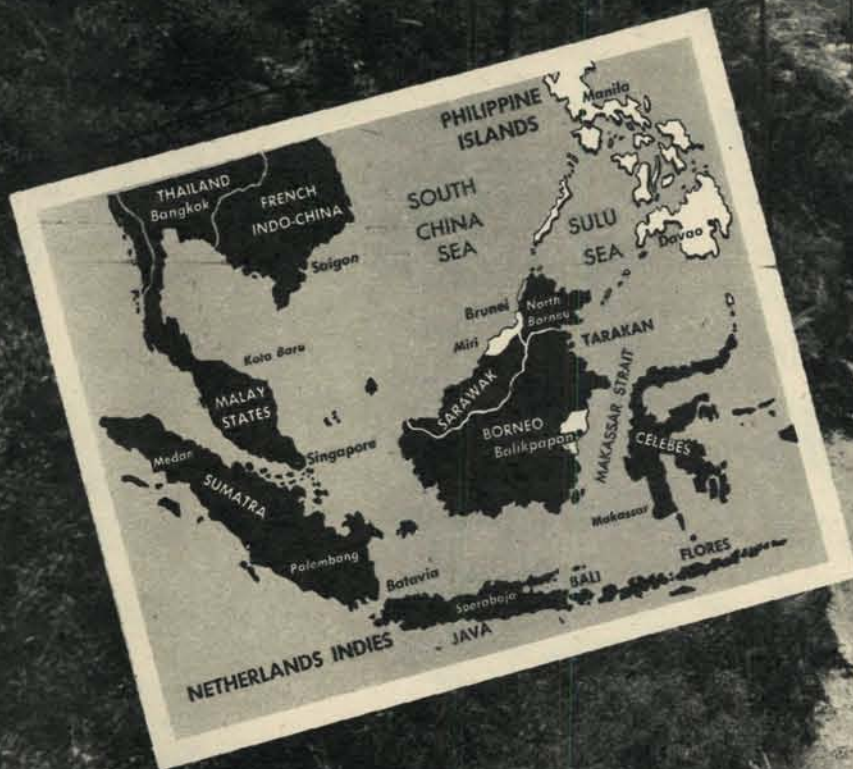 PHILIPPINE
ISLANDS
Manila
THAILAND
Bangkok
FRENCH
INDO-CHINA
SOUTH
CHINA
SEA
SULU
SEA
Davao
Saigon
Brunei
North
Borneo
Miri
TARAKAN
Kota Baru
MALAY
STATES
SARAWAK
MAKASSAR STRAIT
BORNEO
Balikpapan
CELEBES
Singapore
Medan
SUMATRA
Makassar
Palembang
Batavia
Soerabaja
BALI
FLORES
JAVA
NETHERLANDS INDIES